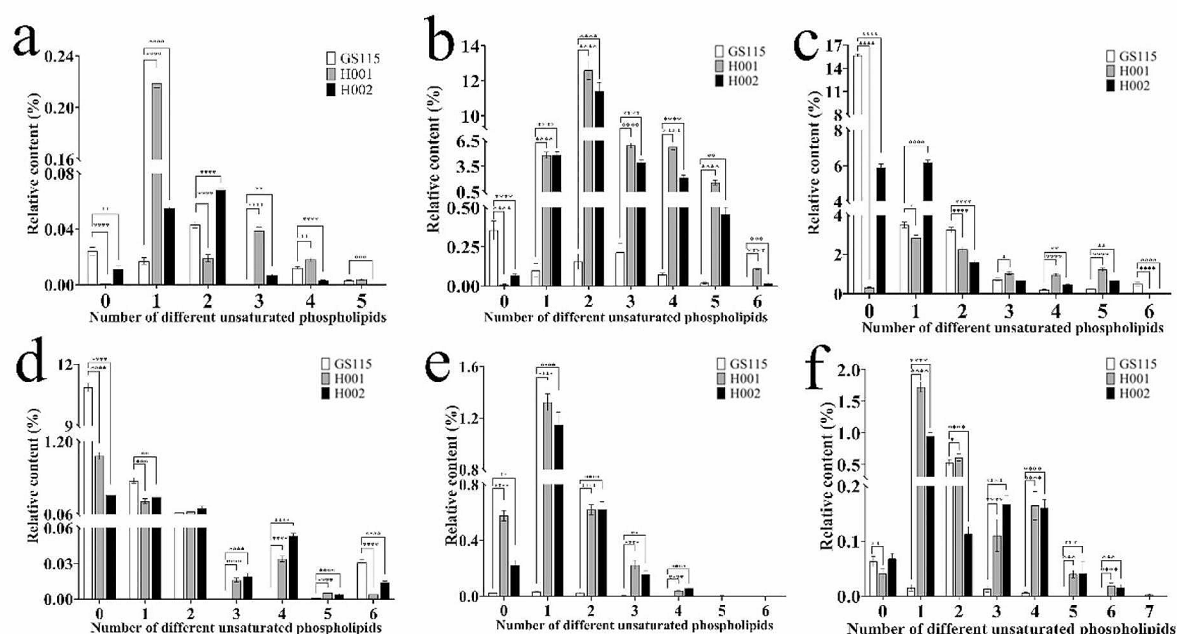 a
0.24
0.20
0.16
0.08
0.04
0.00
Relative content (%)
GS115
H001
H002
0 1 2 3 4 5
Number of different unsaturated phospholipids
b
14
12
10
6.5
3.5
0.5
0.50
0.25
0.00
Relative content (%)
GS115
H001
H002
0 1 2 3 4 5 6
Number of different unsaturated phospholipids
c
17
14
11
8
8
6
4
4
2
0
Relative content (%)
GS115
H001
H002
0 1 2 3 4 5 6
Number of different unsaturated phospholipids
d
12
9
1.20
0.06
0.06
0.03
0.00
Relative content (%)
GS115
H001
H002
0 1 2 3 4 5 6
Number of different unsaturated phospholipids
e
1.6
1.2
0.8
0.8
0.4
0.0
Relative content (%)
GS115
H001
H002
0 1 2 3 4 5 6
Number of different unsaturated phospholipids
f
2.0
1.5
1.0
0.5
0.2
0.1
0.0
Relative content (%)
GS115
H001
H002
0 1 2 3 4 5 6 7
Number of different unsaturated phospholipids